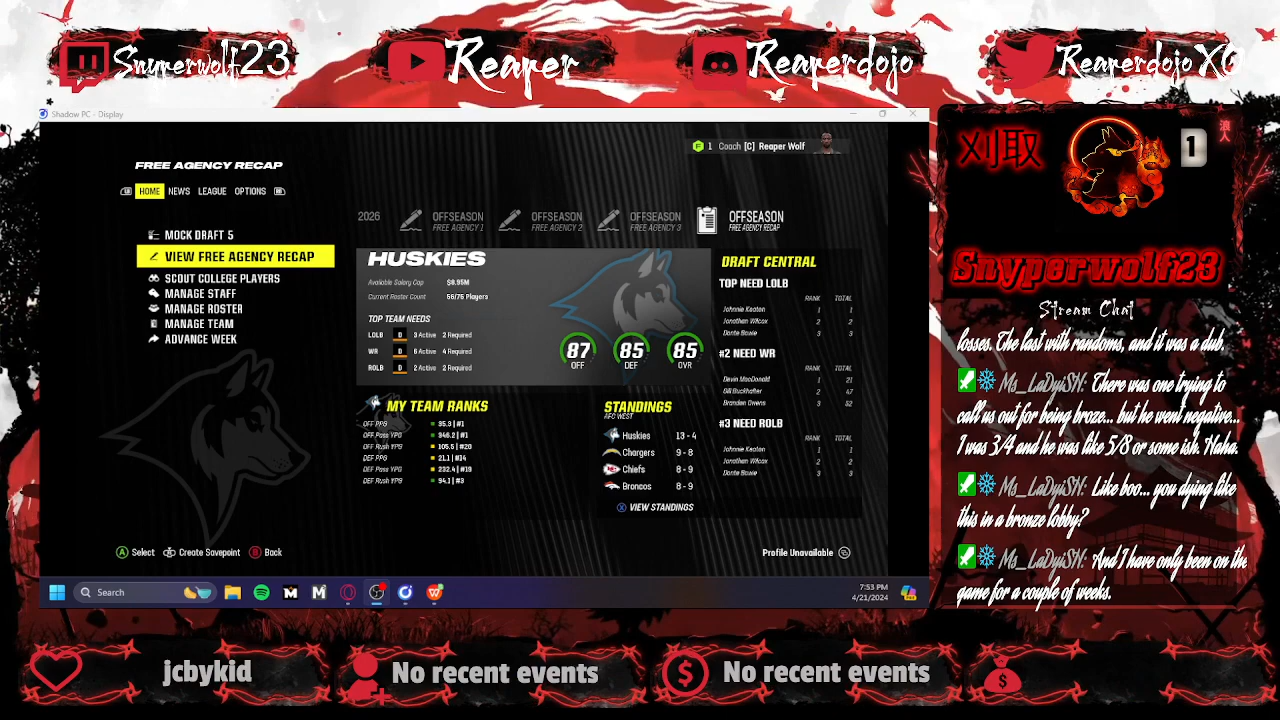 Snyperwolf23
Reaper
Reaperdojo
Reaperdojo XG
Shadow PC - Display
刈取
浪人
1
1 Coach [C] Reaper Wolf
FREE AGENCY RECAP
HOME NEWS LEAGUE OPTIONS
2026
OFFSEASON
FREE AGENCY 1
OFFSEASON
FREE AGENCY 2
OFFSEASON
FREE AGENCY 3
OFFSEASON
FREE AGENCY RECAP
MOCK DRAFT 5
VIEW FREE AGENCY RECAP
SCOUT COLLEGE PLAYERS
MANAGE STAFF
MANAGE ROSTER
MANAGE TEAM
ADVANCE WEEK
HUSKIES
Available Salary Cap $8.95M
Current Roster Count 56/75 Players
TOP TEAM NEEDS
LOLB D 3 Active 2 Required
WR D 6 Active 4 Required
ROLB D 2 Active 2 Required
87 OFF
85 DEF
85 OVR
DRAFT CENTRAL
TOP NEED LOLB
RANK TOTAL
Johnnie Keaton 1 1
Jonathan Wilcox 2 2
Donte Bowie 3 3
#2 NEED WR
RANK TOTAL
Devin MacDonald 1 21
Gill Buckhalter 2 47
Brandon Owens 3 52
#3 NEED ROLB
RANK TOTAL
Johnnie Keaton 1 1
Jonathan Wilcox 2 2
Donte Bowie 3 3
MY TEAM RANKS
OFF PPG 35.3 | #1
OFF Pass YPG 346.2 | #1
OFF Rush YPG 105.5 | #20
DEF PPG 21.1 | #14
DEF Pass YPG 232.4 | #19
DEF Rush YPG 94.1 | #3
STANDINGS
AFC WEST
Huskies 13 - 4
Chargers 9 - 8
Chiefs 8 - 9
Broncos 8 - 9
VIEW STANDINGS
A Select Create Savepoint B Back
Profile Unavailable
Search
7:53 PM
4/21/2024
Snyperwolf23
Stream Chat
losses. The last with randoms, and it was a dub.
Ms_LaDyiSH: There was one trying to
call us out for being broze... but he went negative...
I was 3/4 and he was like 5/8 or some ish. Haha.
Ms_LaDyiSH: Like boo... you dying like
this in a bronze lobby?
Ms_LaDyiSH: And I have only been on the
game for a couple of weeks.
jcbykid
No recent events
No recent events